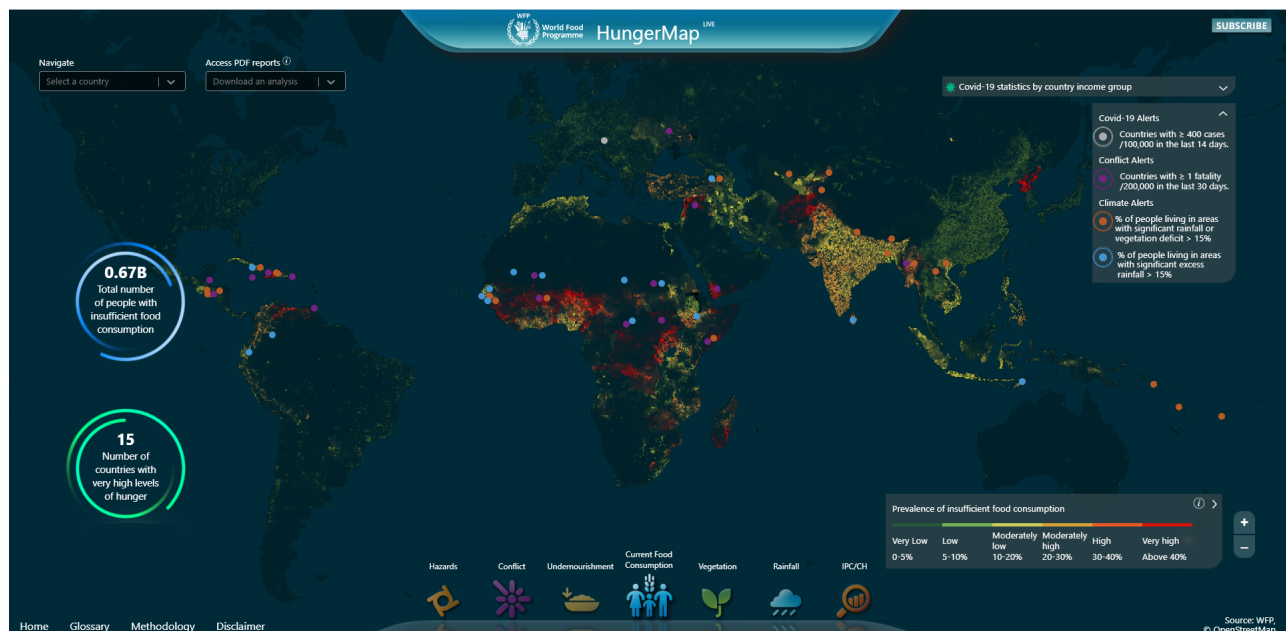 WFP
World Food
Programme
HungerMap
LIVE
SUBSCRIBE
Navigate
Select a country
Access PDF reports
Download an analysis
Covid-19 statistics by country income group
Covid-19 Alerts
Countries with ≥ 400 cases
/100,000 in the last 14 days.
Conflict Alerts
Countries with ≥ 1 fatality
/200,000 in the last 30 days.
Climate Alerts
% of people living in areas
with significant rainfall or
vegetation deficit > 15%
% of people living in areas
with significant excess
rainfall > 15%
0.67B
Total number
of people with
insufficient food
consumption
15
Number of
countries with
very high levels
of hunger
Prevalence of insufficient food consumption
Very Low
0-5%
Low
5-10%
Moderately
low
10-20%
Moderately
high
20-30%
High
30-40%
Very high
Above 40%
+
−
Hazards
Conflict
Undernourishment
Current Food
Consumption
Vegetation
Rainfall
IPC/CH
Home
Glossary
Methodology
Disclaimer
Source: WFP,
© OpenStreetMap